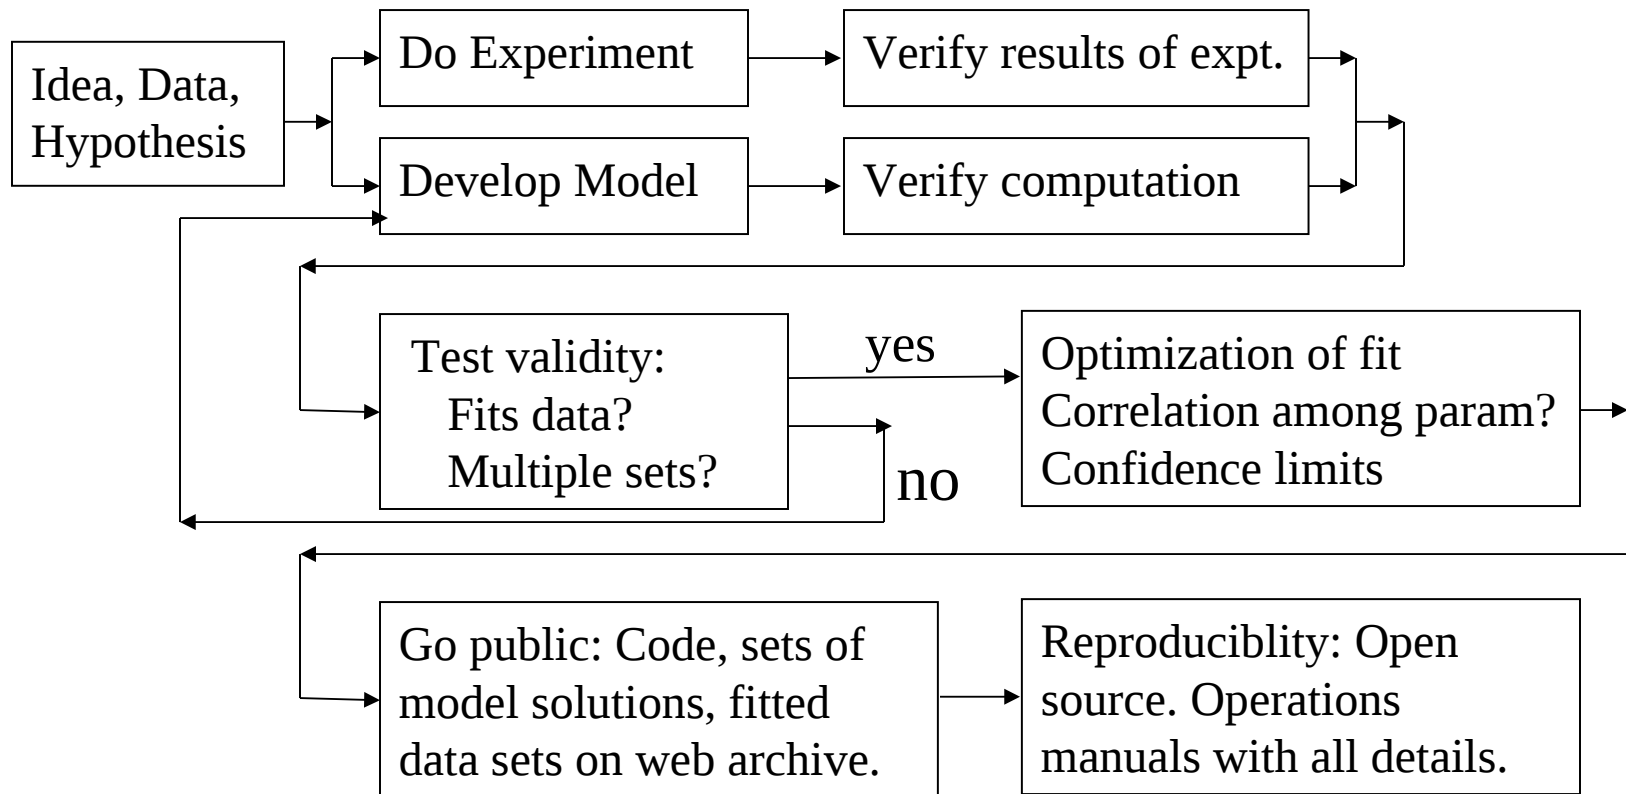 Idea, Data,
Hypothesis
Do Experiment
Verify results of expt.
Develop Model
Verify computation
Test validity:
Fits data?
Multiple sets?
yes
no
Optimization of fit
Correlation among param?
Confidence limits
Go public: Code, sets of
model solutions, fitted
data sets on web archive.
Reproduciblity: Open
source. Operations
manuals with all details.